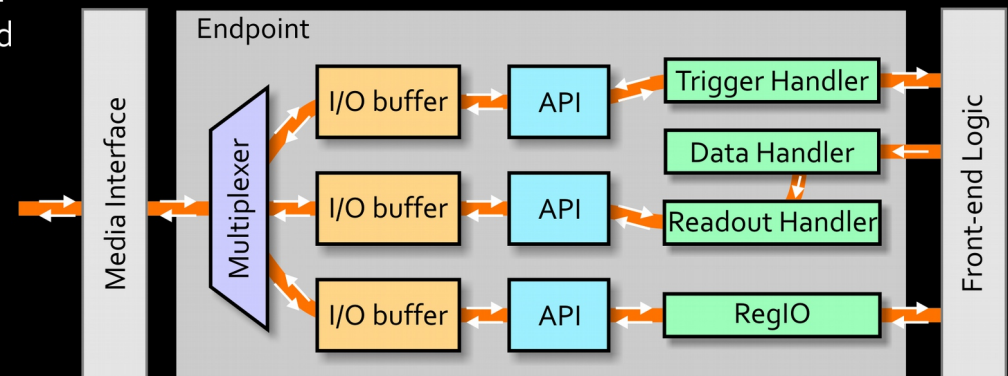 d
Endpoint
Media Interface
Multiplexer
I/O buffer
API
Trigger Handler
Data Handler
I/O buffer
API
Readout Handler
I/O buffer
API
RegIO
Front-end Logic